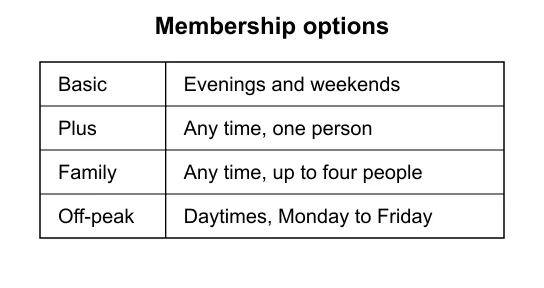 Membership options
Basic Evenings and weekends
Plus Any time, one person
Family Any time, up to four people
Off-peak Daytimes, Monday to Friday